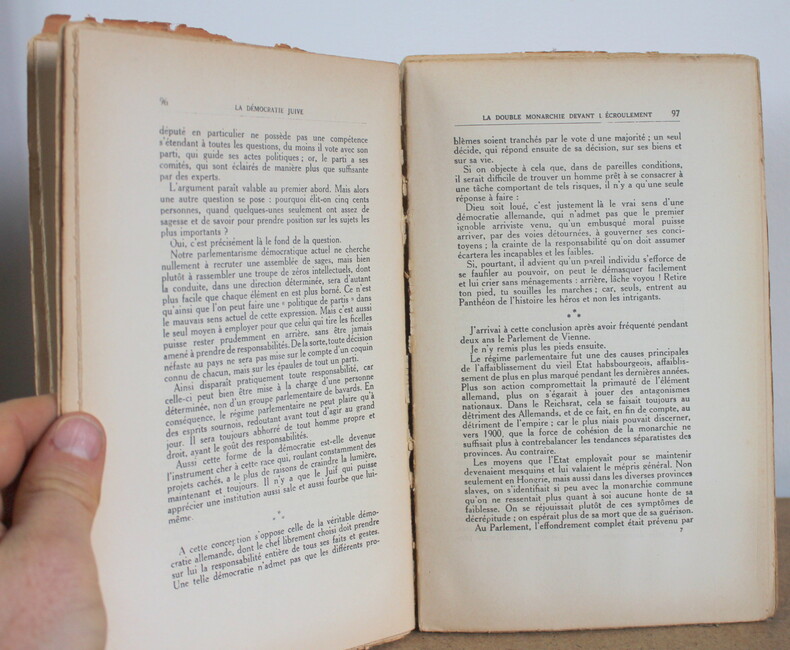 96
LA DÉMOCRATIE JUIVE
député en particulier ne possède pas une compétence
s'étendant à toutes les questions, du moins il vote avec son
parti, qui guide ses actes politiques ; or, le parti a ses
comités, qui sont éclairés de manière plus que suffisante
par des experts.
L'argument paraît valable au premier abord. Mais alors
une autre question se pose : pourquoi élit-on cinq cents
personnes, quand quelques-unes seulement ont assez de
sagesse et de savoir pour prendre position sur les sujets les
plus importants ?
Oui, c'est précisément là le fond de la question.
Notre parlementarisme démocratique actuel ne cherche
nullement à recruter une assemblée de sages, mais bien
plutôt à rassembler une troupe de zéros intellectuels, dont
la conduite, dans une direction déterminée, sera d'autant
plus facile que chaque élément en est plus borné. Ce n'est
qu'ainsi que l'on peut faire une « politique de partis » dans
le mauvais sens actuel de cette expression. Mais c'est aussi
le seul moyen à employer pour que celui qui tire les ficelles
puisse rester prudemment en arrière, sans être jamais
amené à prendre de responsabilités. De la sorte, toute décision
néfaste au pays ne sera pas mise sur le compte d'un coquin
connu de chacun, mais sur les épaules de tout un parti.
Ainsi disparaît pratiquement toute responsabilité, car
celle-ci peut bien être mise à la charge d'une personne
déterminée, non d'un groupe parlementaire de bavards. En
conséquence, le régime parlementaire ne peut plaire qu'à
des esprits sournois, redoutant avant tout d'agir au grand
jour. Il sera toujours abhorré de tout homme propre et
droit, ayant le goût des responsabilités.
Aussi cette forme de la démocratie est-elle devenue
l'instrument cher à cette race qui, roulant constamment des
projets cachés, a le plus de raisons de craindre la lumière,
maintenant et toujours. Il n'y a que le Juif qui puisse
apprécier une institution aussi sale et aussi fourbe que lui-
même.
* * *
A cette conception s'oppose celle de la véritable démo-
cratie allemande, dont le chef librement choisi doit prendre
sur lui la responsabilité entière de tous ses faits et gestes.
Une telle démocratie n'admet pas que les différents pro-
LA DOUBLE MONARCHIE DEVANT L ÉCROULEMENT
97
blèmes soient tranchés par le vote d'une majorité ; un seul
décide, qui répond ensuite de sa décision, sur ses biens et
sur sa vie.
Si on objecte à cela que, dans de pareilles conditions,
il serait difficile de trouver un homme prêt à se consacrer à
une tâche comportant de tels risques, il n'y a qu'une seule
réponse à faire :
Dieu soit loué, c'est justement là le vrai sens d'une
démocratie allemande, qui n'admet pas que le premier
ignoble arriviste venu, qu'un embusqué moral puisse
arriver, par des voies détournées, à gouverner ses conci-
toyens ; la crainte de la responsabilité qu'on doit assumer
écartera les incapables et les faibles.
Si, pourtant, il advient qu'un pareil individu s'efforce de
se faufiler au pouvoir, on peut le démasquer facilement
et lui crier sans ménagements : arrière, lâche voyou ! Retire
ton pied, tu souilles les marches ; car, seuls, entrent au
Panthéon de l'histoire les héros et non les intrigants.
* * *
J'arrivai à cette conclusion après avoir fréquenté pendant
deux ans le Parlement de Vienne.
Je n'y remis plus les pieds ensuite.
Le régime parlementaire fut une des causes principales
de l'affaiblissement du vieil Etat habsbourgeois, affaiblis-
sement de plus en plus marqué pendant les dernières années.
Plus son action compromettait la primauté de l'élément
allemand, plus on s'égarait à jouer des antagonismes
nationaux. Dans le Reichsrat, cela se faisait toujours au
détriment des Allemands, et de ce fait, en fin de compte, au
détriment de l'empire ; car le plus niais pouvait discerner,
vers 1900, que la force de cohésion de la monarchie ne
suffisait plus à contrebalancer les tendances séparatistes des
provinces. Au contraire.
Les moyens que l'Etat employait pour se maintenir
devenaient mesquins et lui valaient le mépris général. Non
seulement en Hongrie, mais aussi dans les diverses provinces
slaves, on s'identifiait si peu avec la monarchie commune
qu'on ne ressentait plus quant à soi aucune honte de sa
faiblesse. On se réjouissait plutôt de ces symptômes de
décrépitude ; on espérait plus de sa mort que de sa guérison.
Au Parlement, l'effondrement complet était prévenu par
7